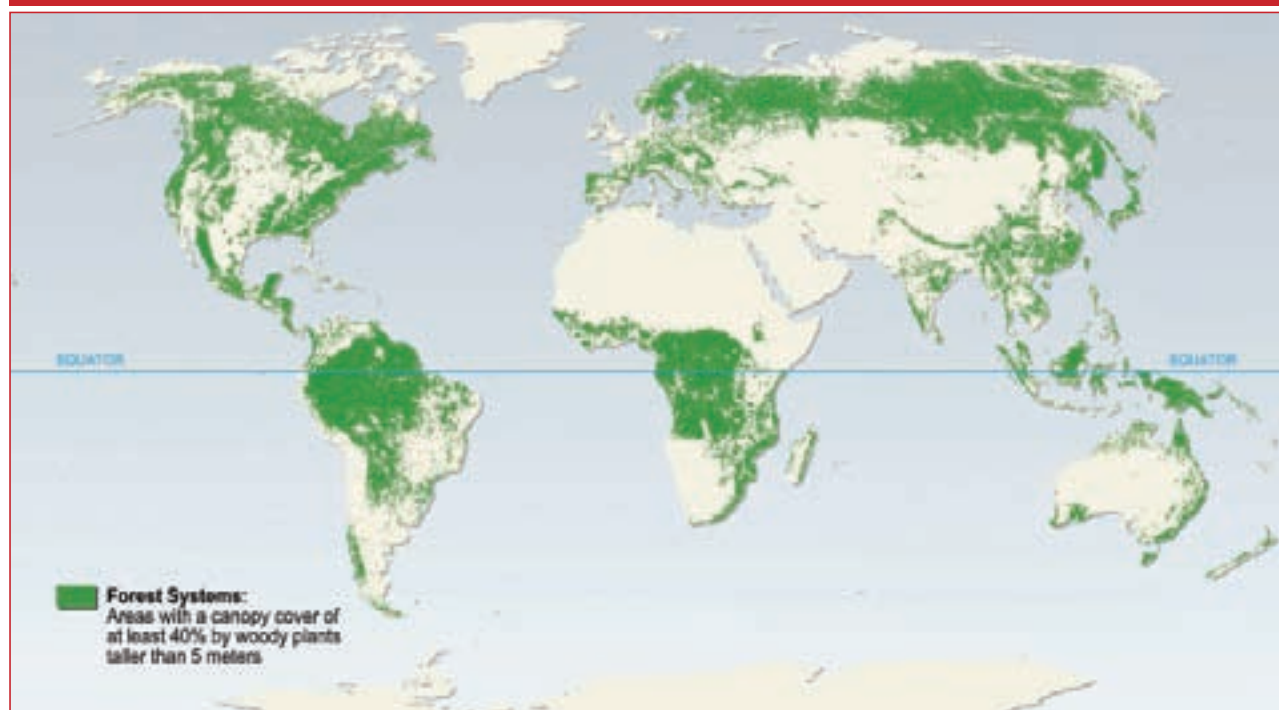 EQUATOR
EQUATOR
Forest Systems:
Areas with a canopy cover of
at least 40% by woody plants
taller than 5 meters